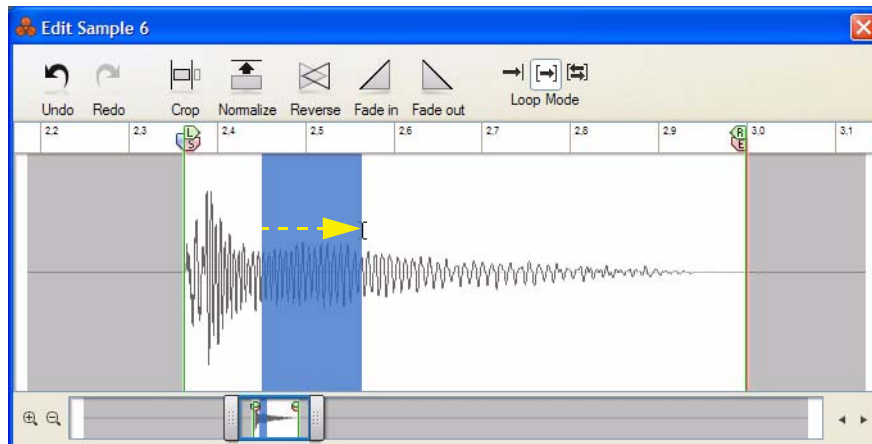 Edit Sample 6
Undo Redo Crop Normalize Reverse Fade in Fade out Loop Mode
2,2 2,3 2,4 2,5 2,6 2,7 2,8 2,9 3,0 3,1
L R
S E